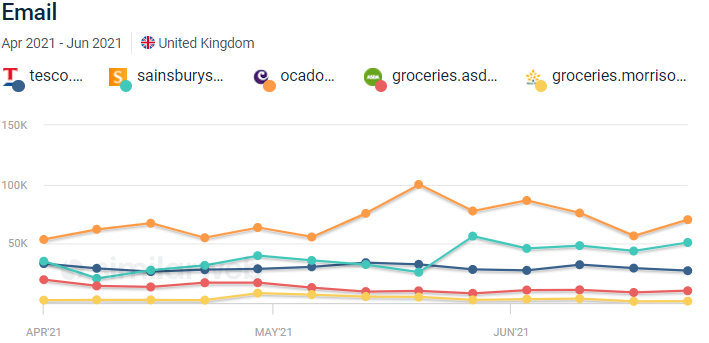 Email
Apr 2021 - Jun 2021 United Kingdom
tesco.... sainsburys... ocado... groceries.asd... groceries.morriso...
150K
100K
50K
similarweb
APR'21 MAY'21 JUN'21